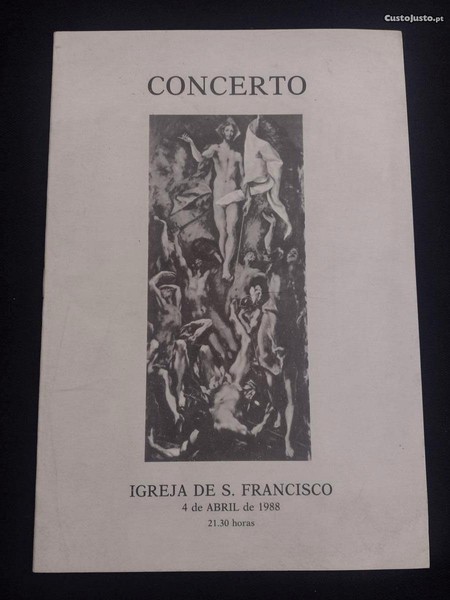 CustoJusto.pt
CONCERTO
IGREJA DE S. FRANCISCO
4 de ABRIL de 1988
21.30 horas